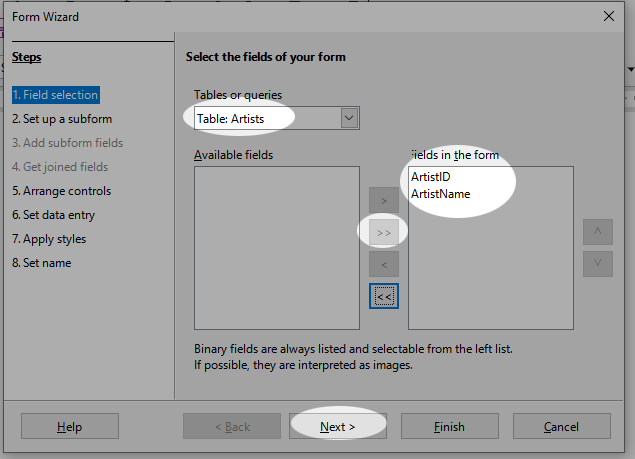 Form Wizard
Steps
1. Field selection
2. Set up a subform
3. Add subform fields
4. Get joined fields
5. Arrange controls
6. Set data entry
7. Apply styles
8. Set name
Select the fields of your form
Tables or queries
Table: Artists
Available fields
Fields in the form
ArtistID
ArtistName
>
>>
<
<<
^
v
Binary fields are always listed and selectable from the left list.
If possible, they are interpreted as images.
Help
< Back
Next >
Finish
Cancel